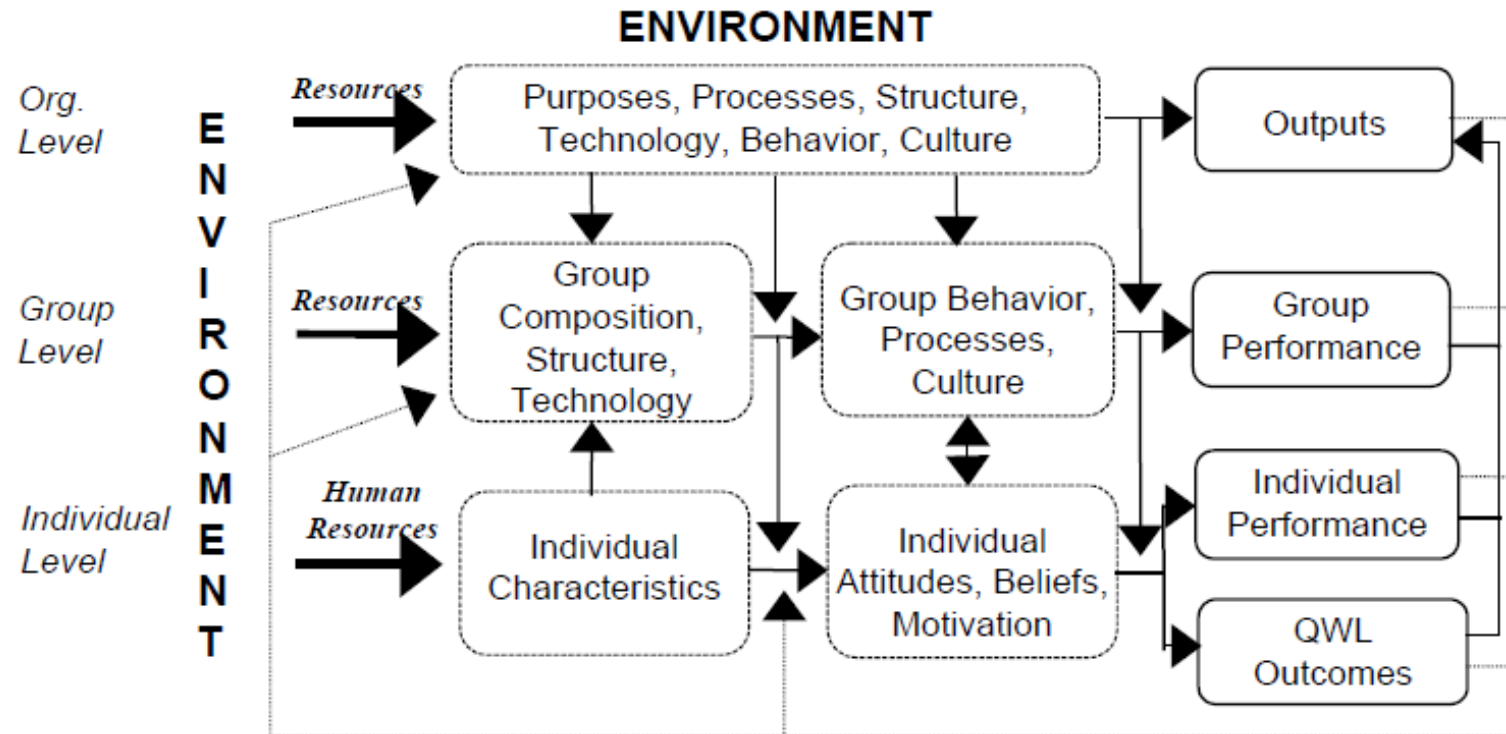 ENVIRONMENT
Org.
Level
Resources
Purposes, Processes, Structure,
Technology, Behavior, Culture
Outputs
E
N
V
I
R
O
N
M
E
N
T
Group
Level
Resources
Group
Composition,
Structure,
Technology
Group Behavior,
Processes,
Culture
Group
Performance
Individual
Level
Human
Resources
Individual
Characteristics
Individual
Attitudes, Beliefs,
Motivation
Individual
Performance
QWL
Outcomes